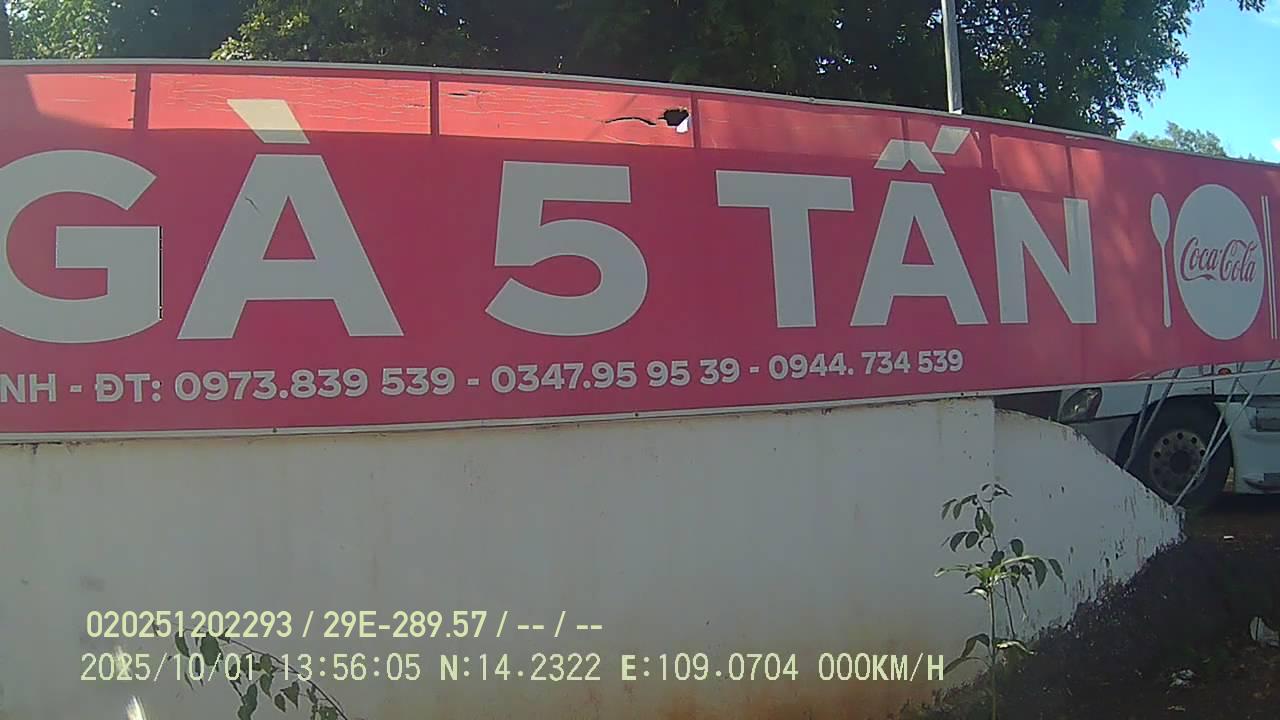 GÀ 5 TẤN
Coca-Cola
NH - ĐT: 0973.839 539 - 0347.95 95 39 - 0944. 734 539
020251202293 / 29E-289.57 / -- / --
2025/10/01 13:56:05 N:14.2322 E:109.0704 000KM/H